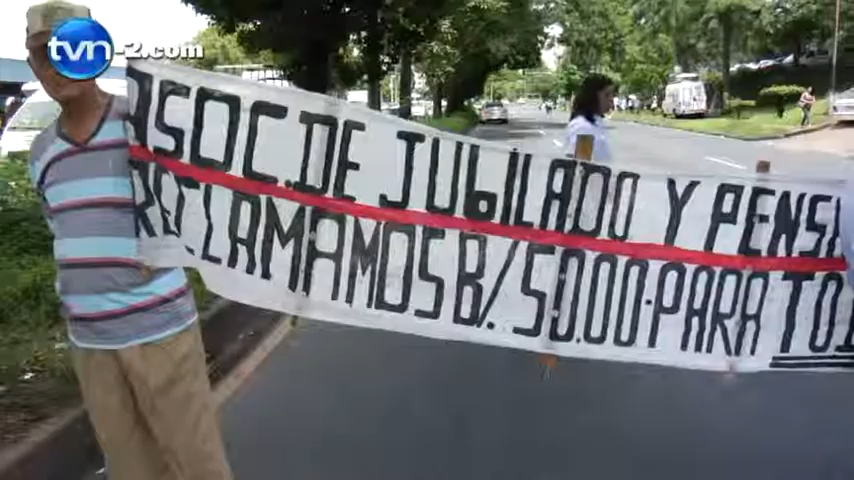 tvn-2.com
ASOC. DE JUBILADO Y PENSI
RECLAMAMOS B/. 50.00.PARA TO